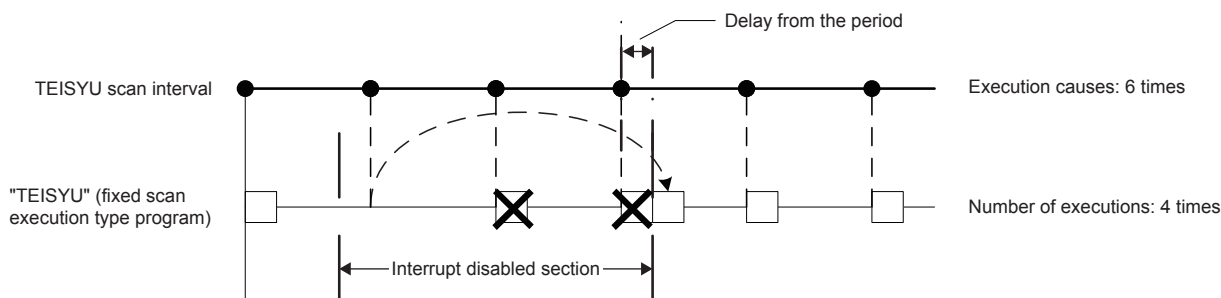 Delay from the period
TEISYU scan interval
Execution causes: 6 times
"TEISYU" (fixed scan
execution type program)
Number of executions: 4 times
Interrupt disabled section